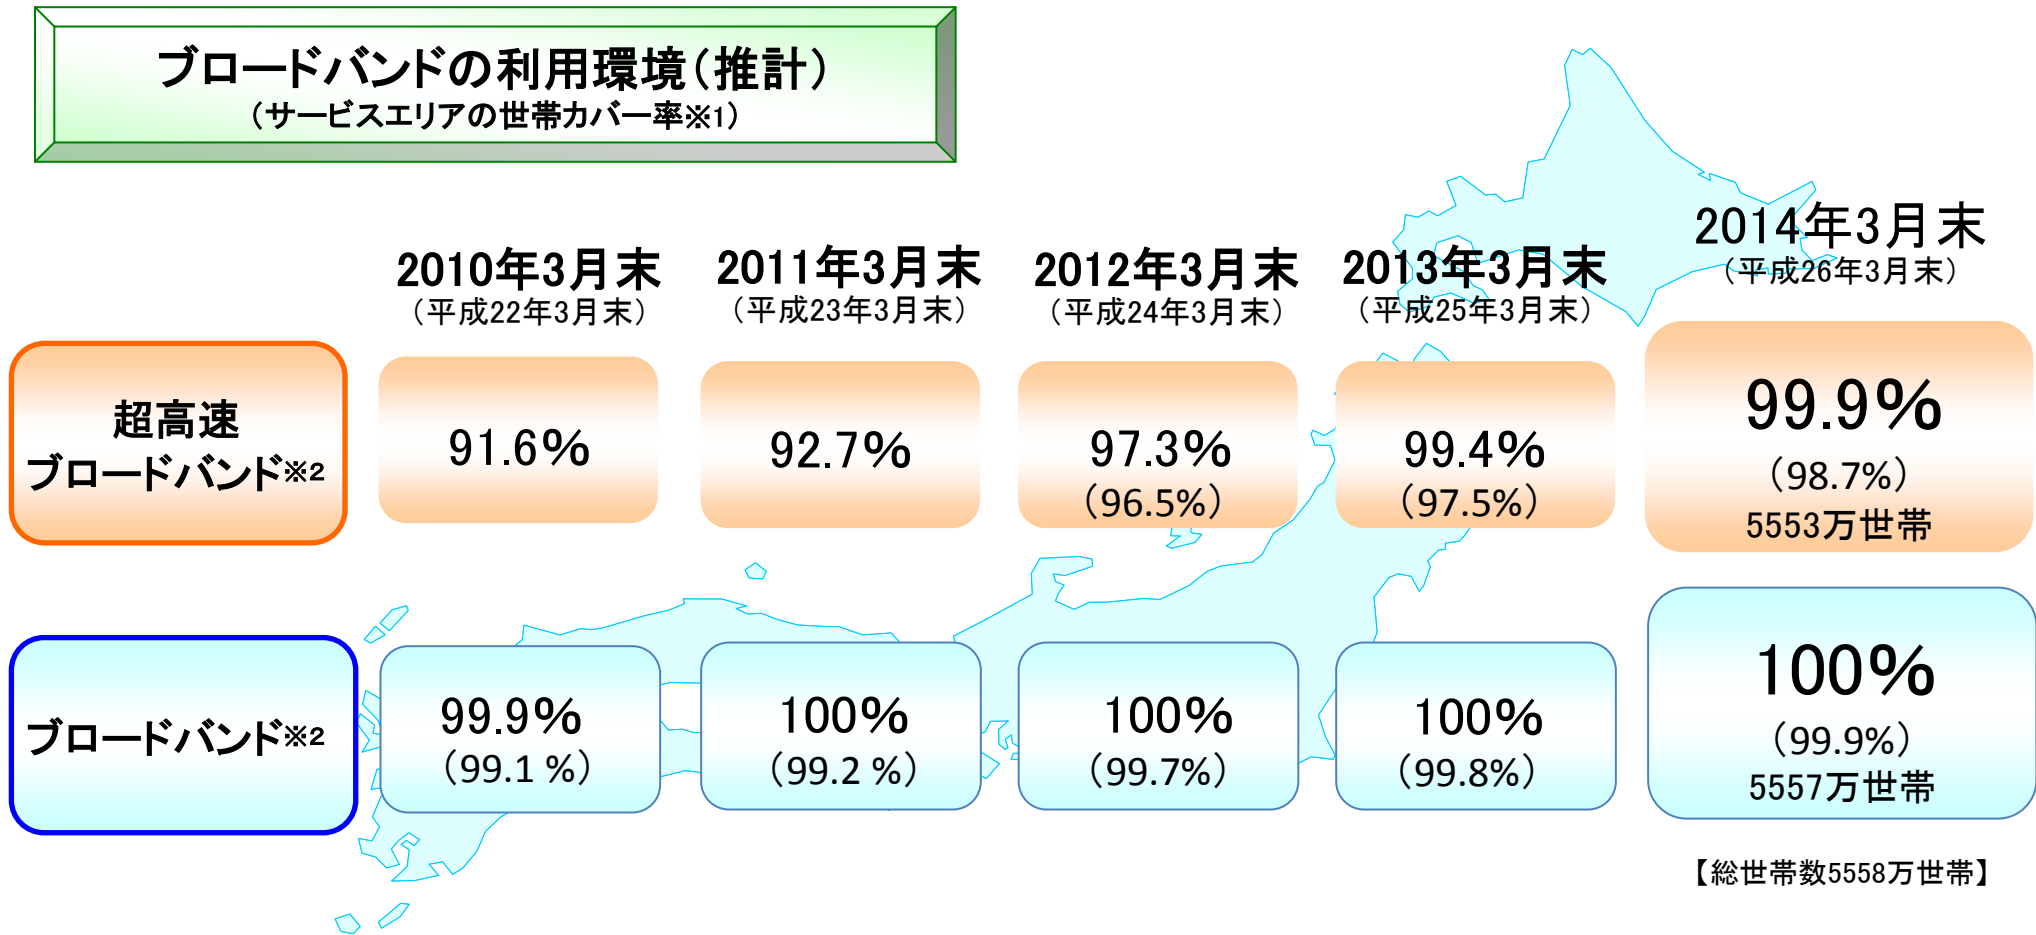 ブロードバンドの利用環境（推計）
（サービスエリアの世帯カバー率※1）
2010年3月末
（平成22年3月末）
2011年3月末
（平成23年3月末）
2012年3月末
（平成24年3月末）
2013年3月末
（平成25年3月末）
2014年3月末
（平成26年3月末）
超高速
ブロードバンド※2
91.6%
92.7%
97.3%
（96.5%）
99.4%
（97.5%）
99.9%
（98.7%）
5553万世帯
ブロードバンド※2
99.9%
（99.1 %）
100%
（99.2 %）
100%
（99.7%）
100%
（99.8%）
100%
（99.9%）
5557万世帯
【総世帯数5558万世帯】